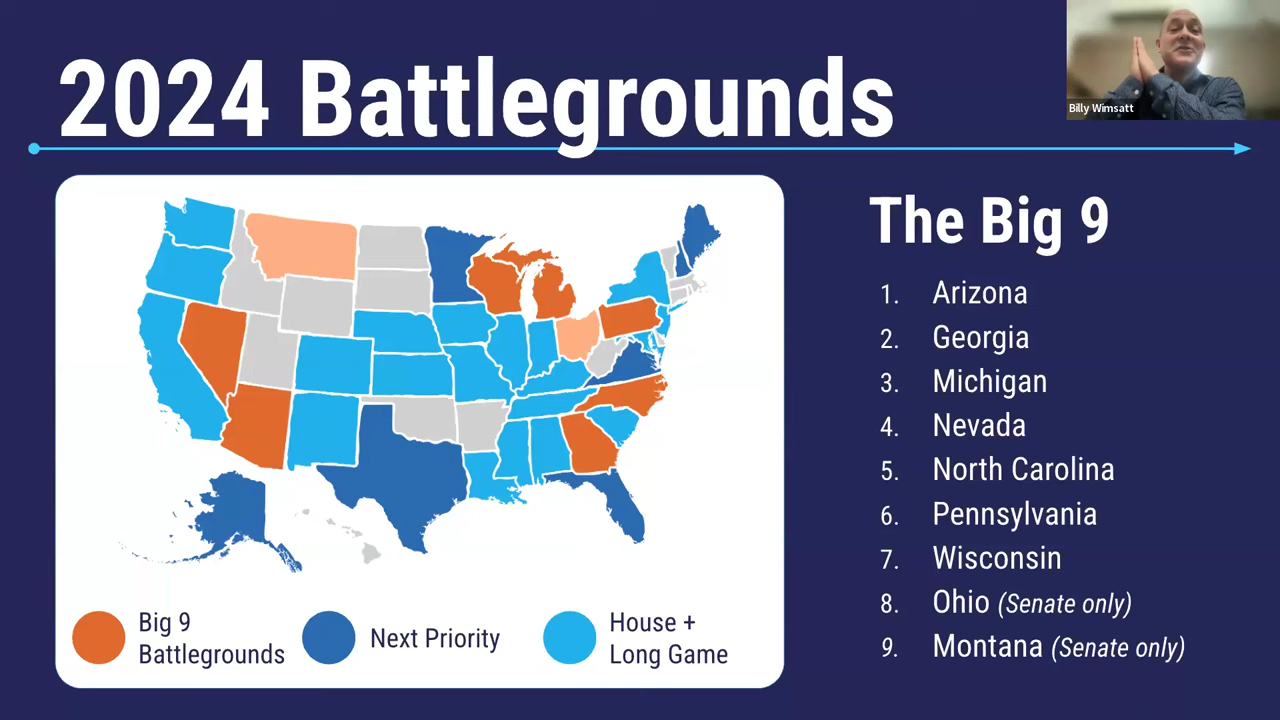 2024 Battlegrounds
Billy Wimsatt
The Big 9
1. Arizona
2. Georgia
3. Michigan
4. Nevada
5. North Carolina
6. Pennsylvania
7. Wisconsin
8. Ohio (Senate only)
9. Montana (Senate only)
Big 9
Battlegrounds
Next Priority
House +
Long Game